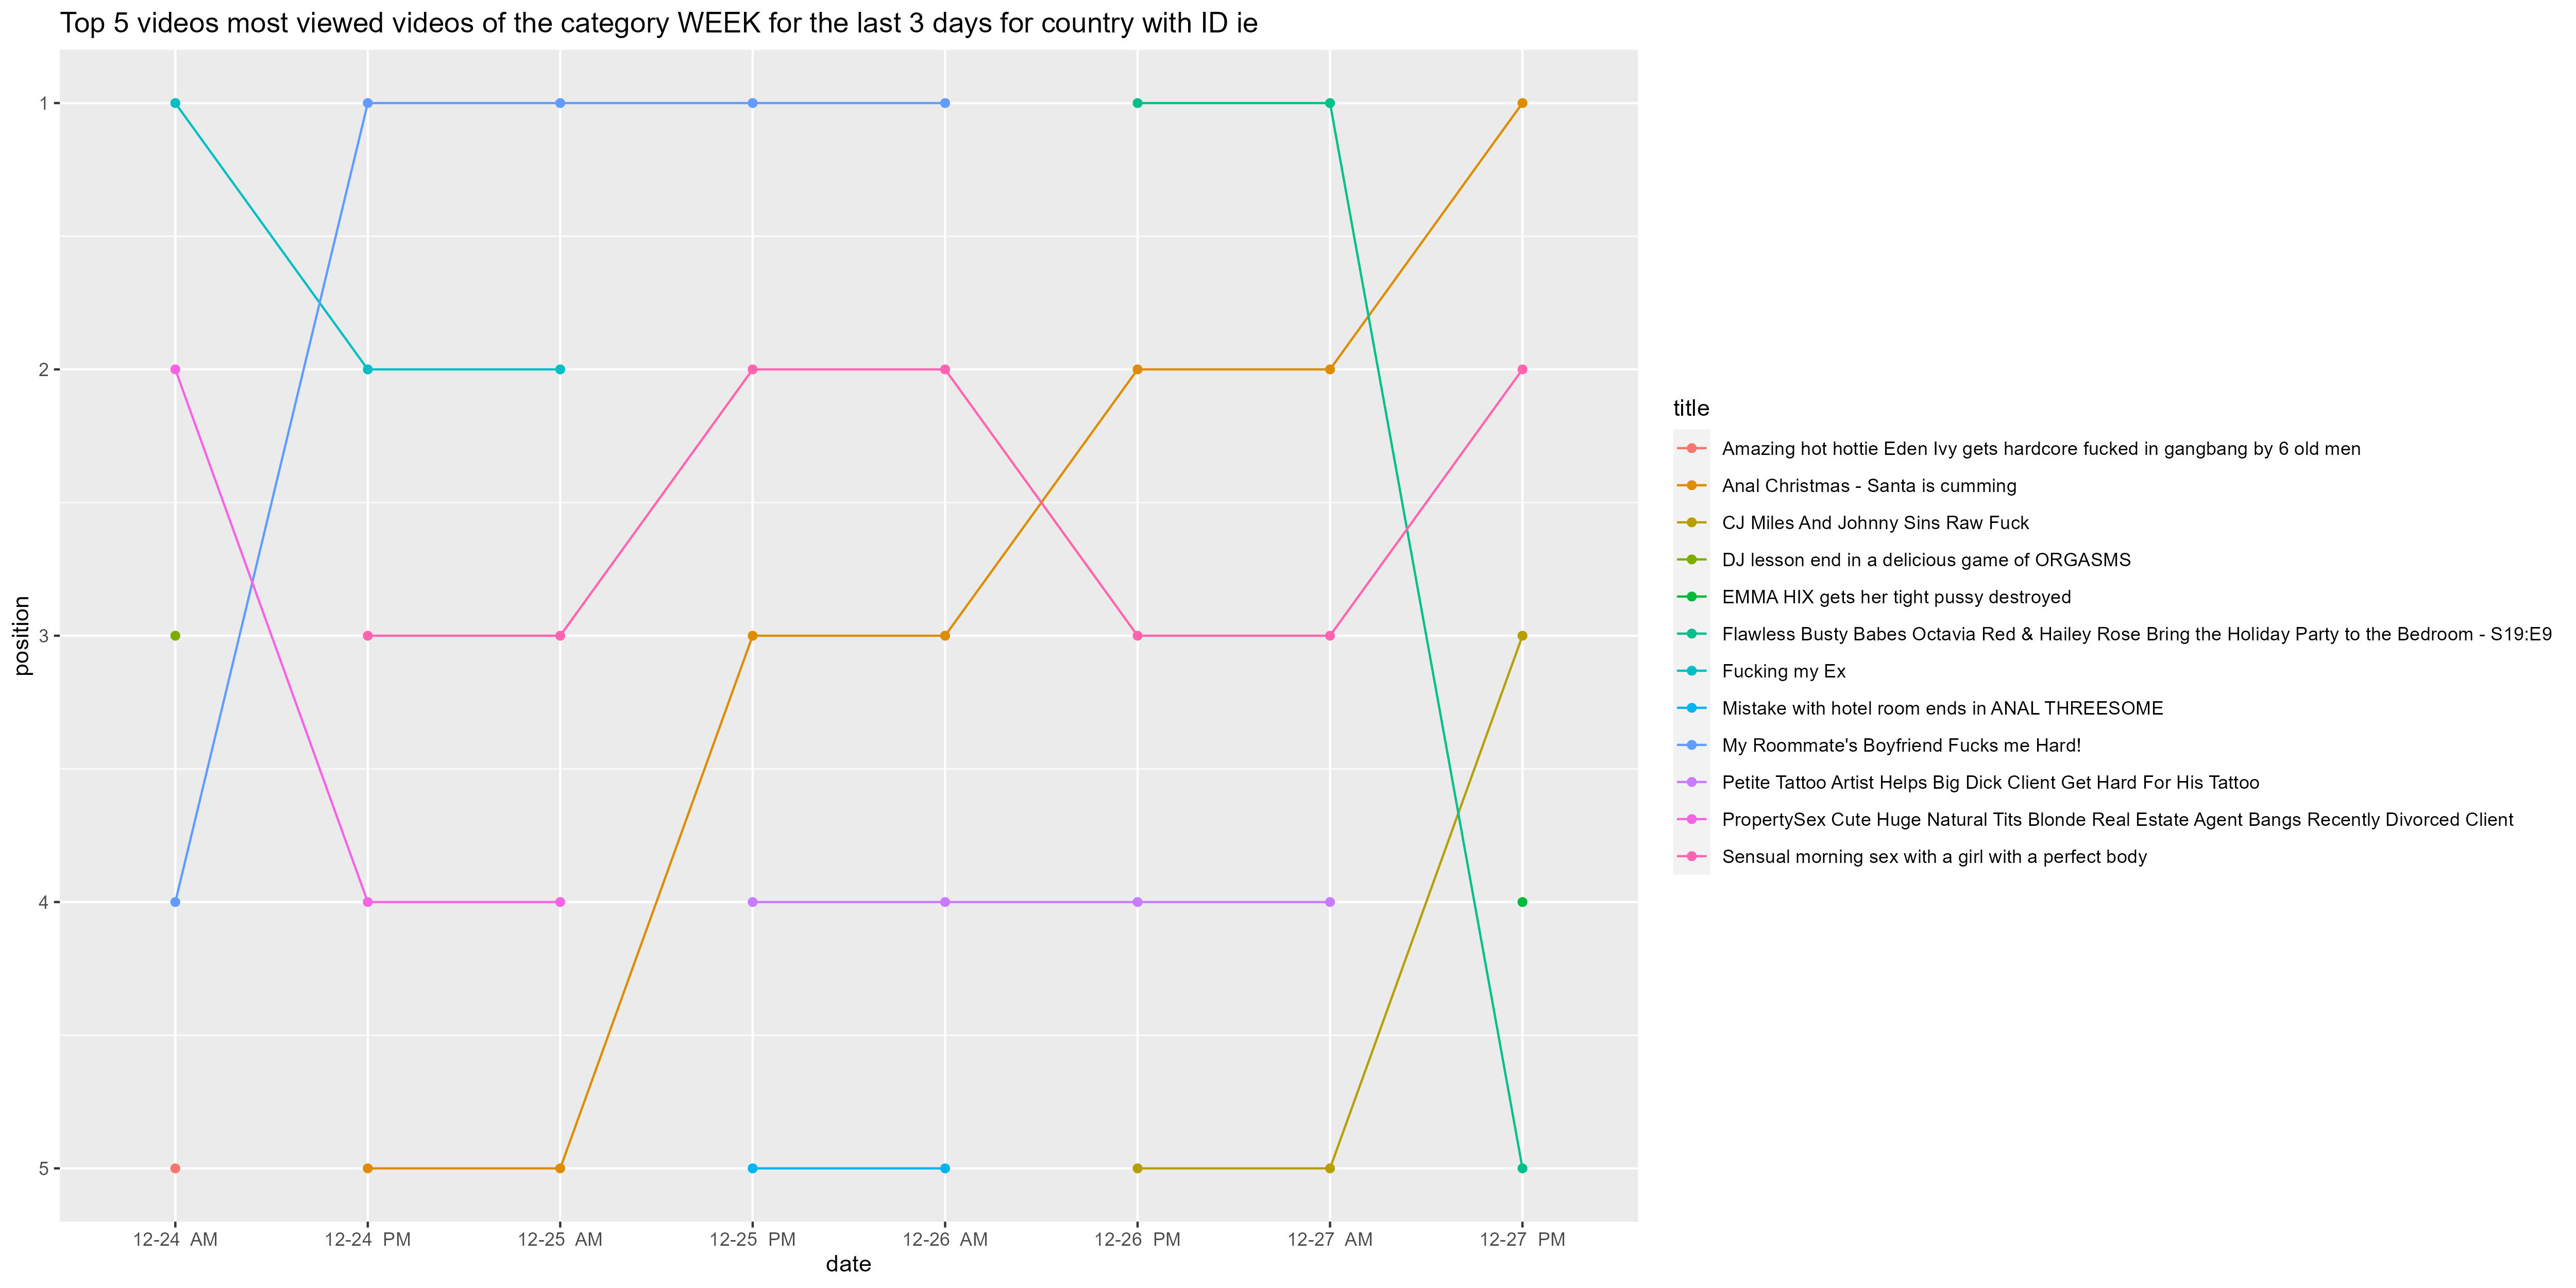 Top 5 videos most viewed videos of the category WEEK for the last 3 days for country with ID ie
position
1
2
3
4
5
12-24 AM
12-24 PM
12-25 AM
12-25 PM
12-26 AM
12-26 PM
12-27 AM
12-27 PM
date
title
Amazing hot hottie Eden Ivy gets hardcore fucked in gangbang by 6 old men
Anal Christmas - Santa is cumming
CJ Miles And Johnny Sins Raw Fuck
DJ lesson end in a delicious game of ORGASMS
EMMA HIX gets her tight pussy destroyed
Flawless Busty Babes Octavia Red & Hailey Rose Bring the Holiday Party to the Bedroom - S19:E9
Fucking my Ex
Mistake with hotel room ends in ANAL THREESOME
My Roommate's Boyfriend Fucks me Hard!
Petite Tattoo Artist Helps Big Dick Client Get Hard For His Tattoo
PropertySex Cute Huge Natural Tits Blonde Real Estate Agent Bangs Recently Divorced Client
Sensual morning sex with a girl with a perfect body